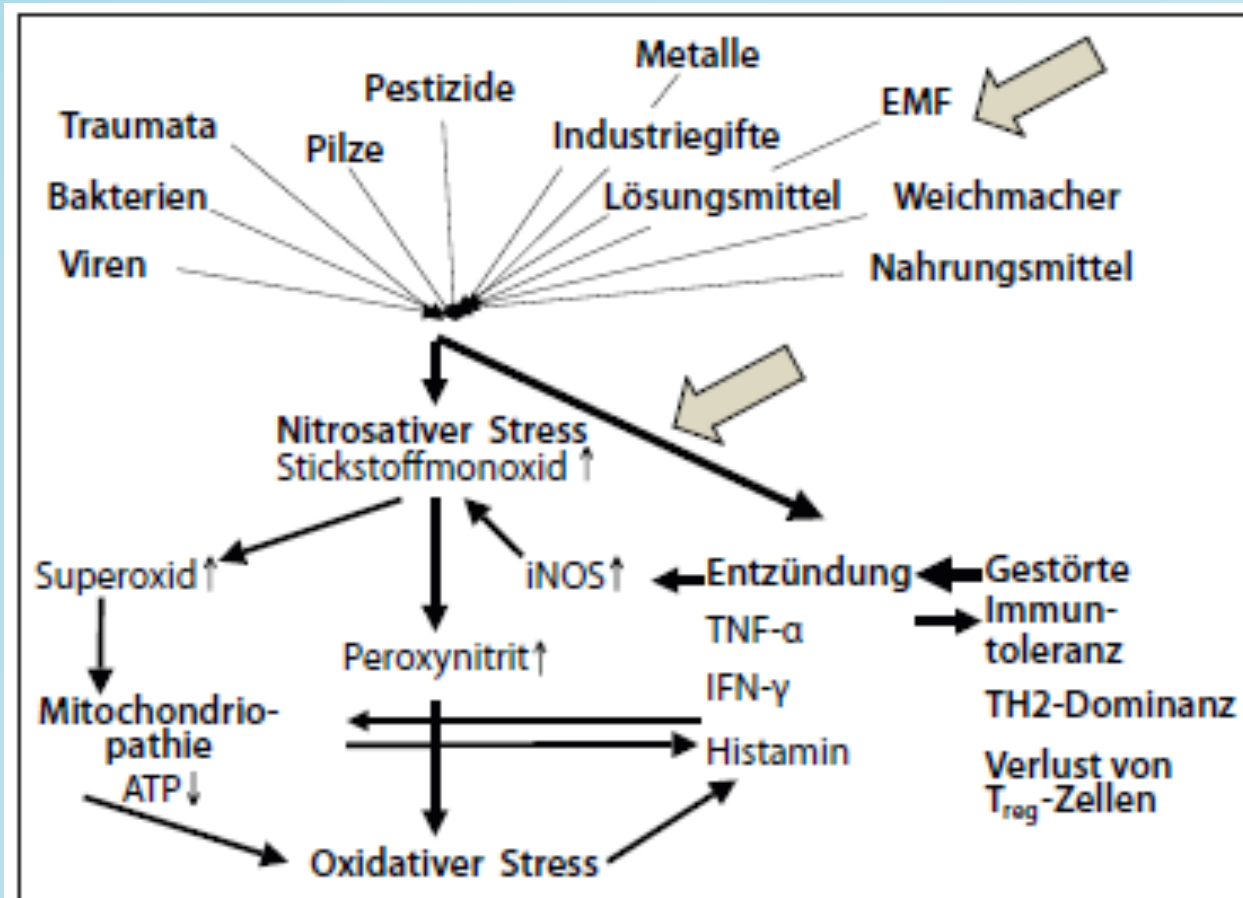 Metalle
Pestizide
EMF
Traumata
Industriegifte
Pilze
Bakterien
Lösungsmittel
Weichmacher
Viren
Nahrungsmittel
Nitrosativer Stress
Stickstoffmonoxid ↑
Superoxid ↑
iNOS ↑
Entzündung
TNF-α
IFN-γ
Histamin
Gestörte
Immun-
toleranz
TH2-Dominanz
Verlust von
Treg-Zellen
Peroxynitrit ↑
Mitochondrio-
pathie
ATP ↓
Oxidativer Stress